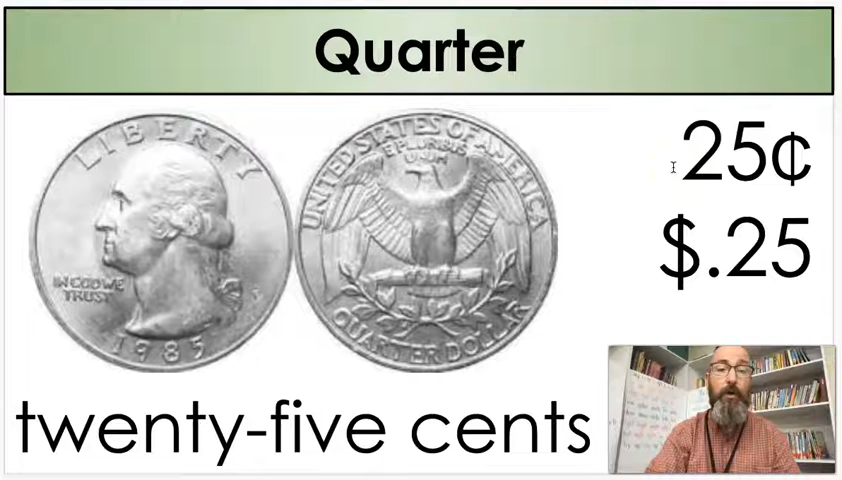 Quarter
LIBERTY
IN GOD WE
TRUST
1985
UNITED STATES OF AMERICA
E PLURIBUS
UNUM
QUARTER DOLLAR
25¢
$.25
twenty-five cents